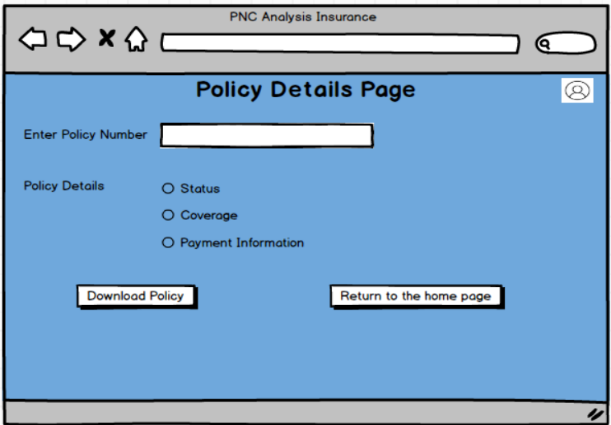 PNC Analysis Insurance
Policy Details Page
Enter Policy Number
Policy Details
Status
Coverage
Payment Information
Download Policy
Return to the home page